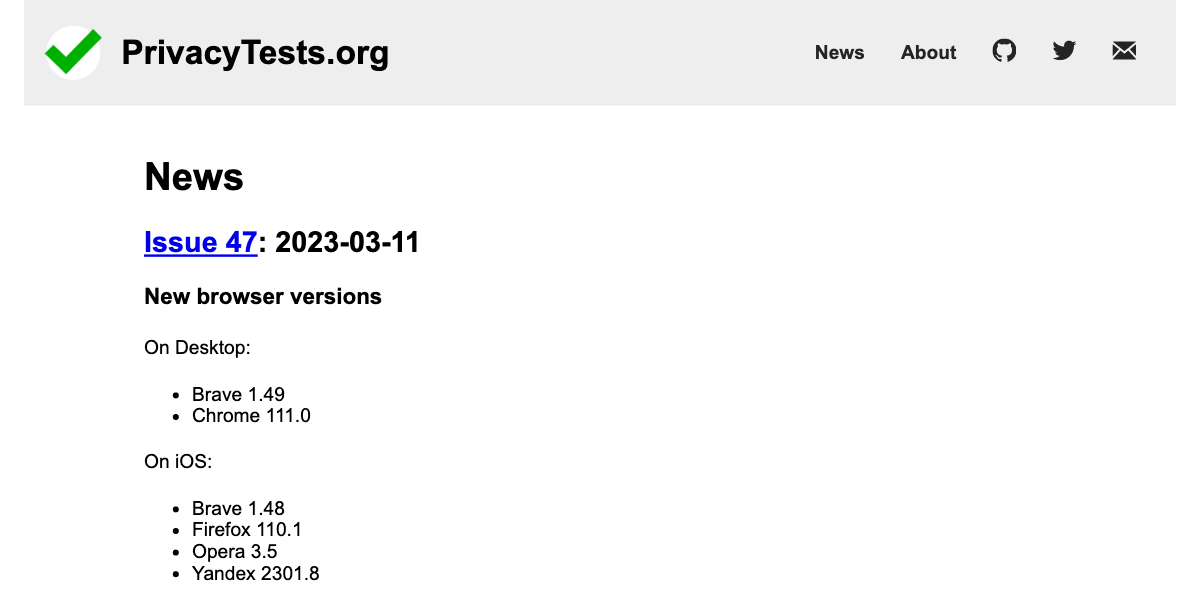 PrivacyTests.org
News About
News
Issue 47: 2023-03-11
New browser versions
On Desktop:
• Brave 1.49
• Chrome 111.0
On iOS:
• Brave 1.48
• Firefox 110.1
• Opera 3.5
• Yandex 2301.8